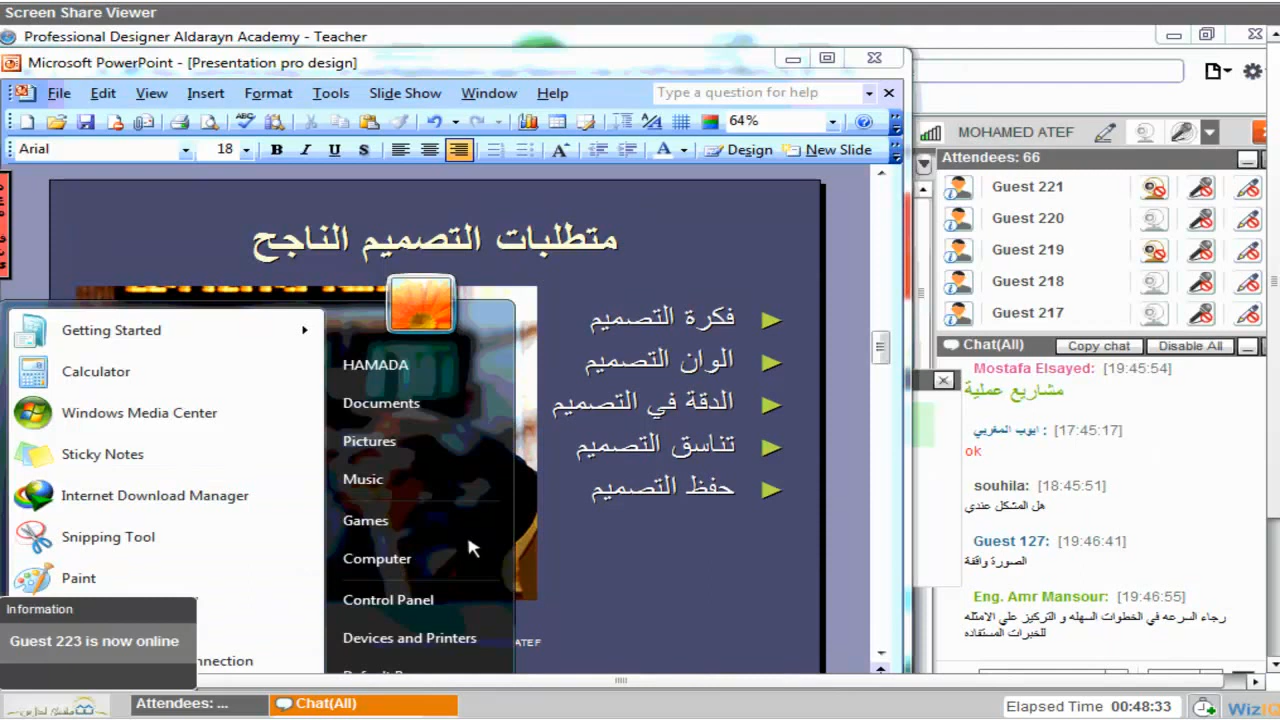 Screen Share Viewer
Professional Designer Aldarayn Academy - Teacher
Microsoft PowerPoint - [Presentation pro design]
File Edit View Insert Format Tools Slide Show Window Help Type a question for help
64%
Arial 18 B I U S A A Design New Slide
متطلبات التصميم الناجح
فكرة التصميم
الوان التصميم
الدقة في التصميم
تناسق التصميم
حفظ التصميم
ATEF
Getting Started
Calculator
Windows Media Center
Sticky Notes
Internet Download Manager
Snipping Tool
Paint
nnection
HAMADA
Documents
Pictures
Music
Games
Computer
Control Panel
Devices and Printers
Information
Guest 223 is now online
MOHAMED ATEF
Attendees: 66
Guest 221
Guest 220
Guest 219
Guest 218
Guest 217
Chat(All) Copy chat Disable All
Mostafa Elsayed: [19:45:54]
مشاريع عملية
ايوب المغربي : [17:45:17]
ok
souhila: [18:45:51]
هل المشكل عندي
Guest 127: [19:46:41]
الصورة واقفة
Eng. Amr Mansour: [19:46:55]
رجاء السرعه في الخطوات السهله و التركيز علي الامثله
للخبرات المستفاده
Attendees: ... Chat(All)
Elapsed Time 00:48:33 WizIQ